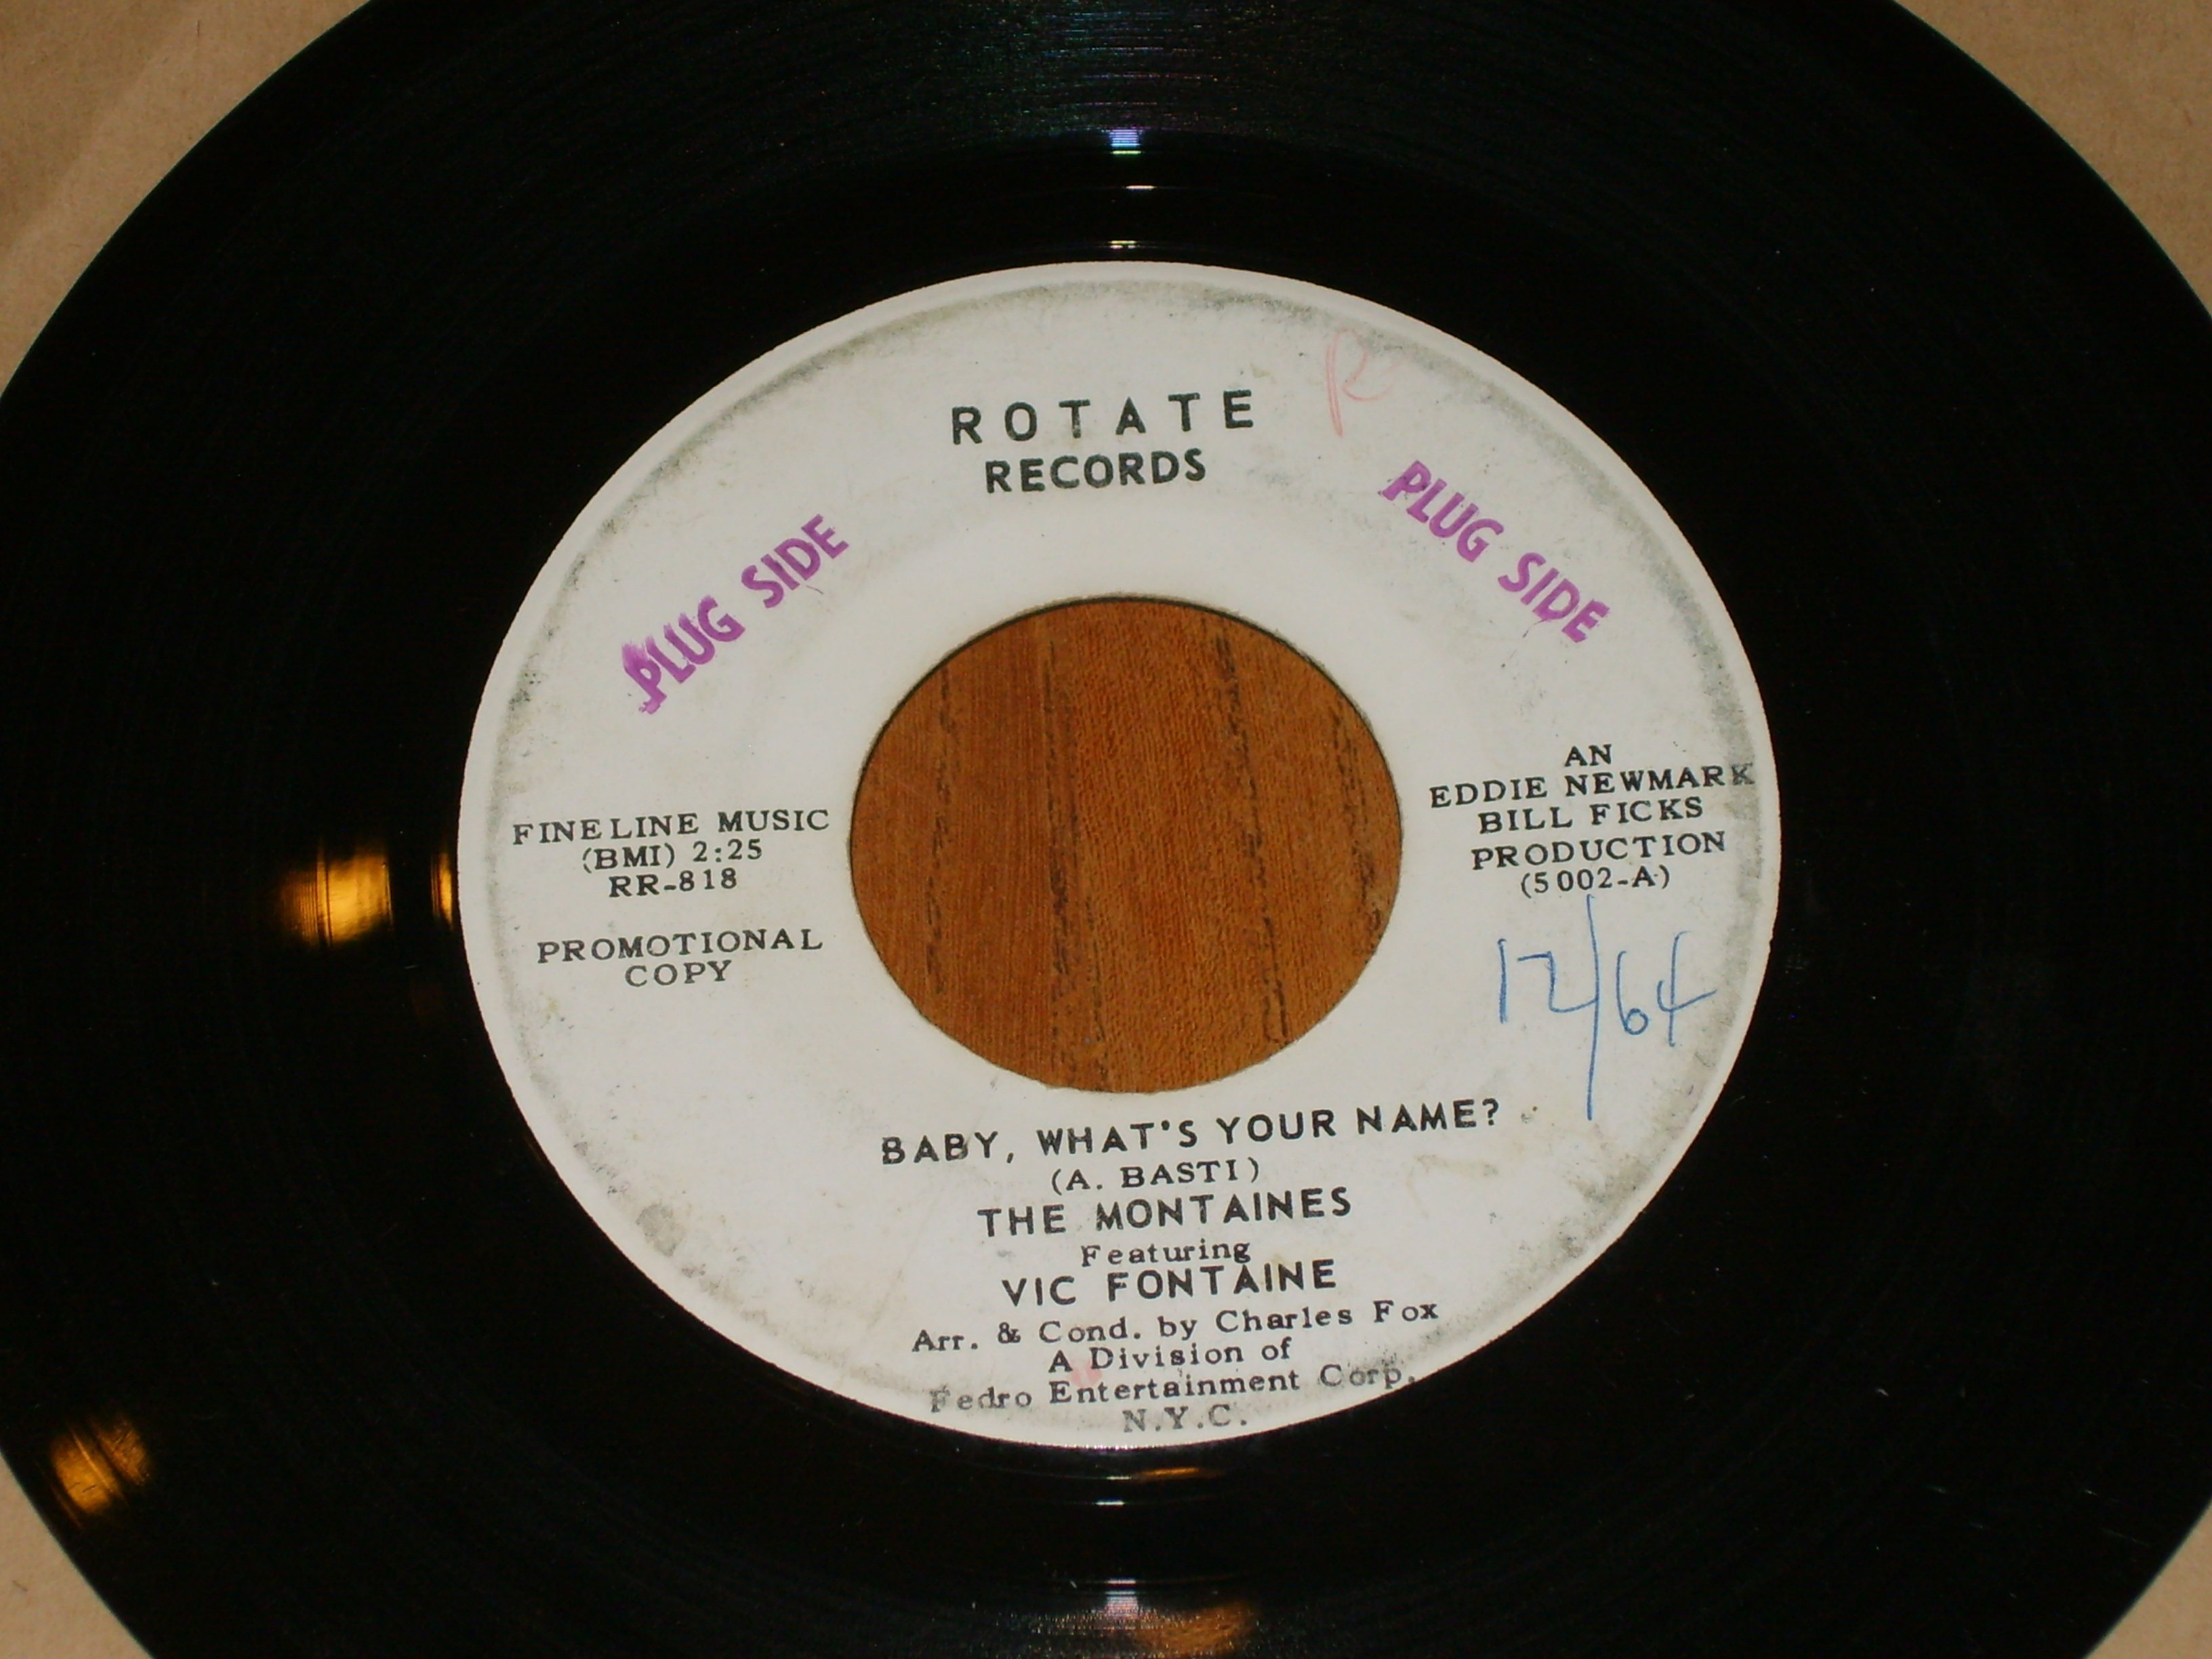 ROTATE
RECORDS
PLUG SIDE
PLUG SIDE
FINELINE MUSIC
(BMI) 2:25
RR-818
PROMOTIONAL
COPY
AN
EDDIE NEWMARK
BILL FICKS
PRODUCTION
(5002-A)
12/64
BABY, WHAT'S YOUR NAME?
(A. BASTI)
THE MONTAINES
Featuring
VIC FONTAINE
Arr. & Cond. by Charles Fox
A Division of
Fedro Entertainment Corp.
N.Y.C.